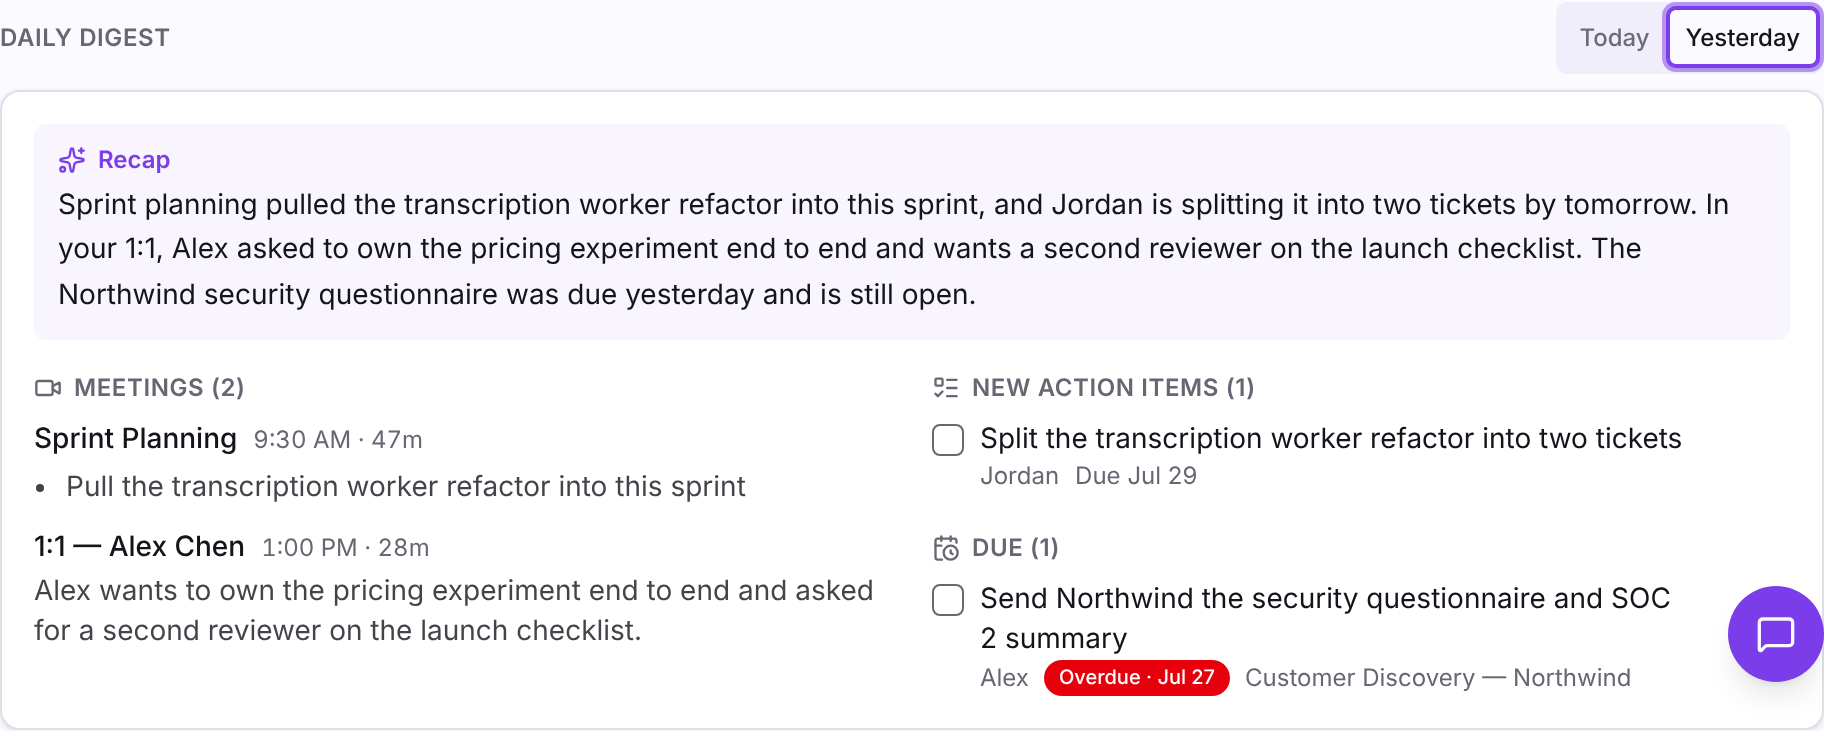 DAILY DIGEST
Today
Yesterday
Recap
Sprint planning pulled the transcription worker refactor into this sprint, and Jordan is splitting it into two tickets by tomorrow. In
your 1:1, Alex asked to own the pricing experiment end to end and wants a second reviewer on the launch checklist. The
Northwind security questionnaire was due yesterday and is still open.
MEETINGS (2)
Sprint Planning 9:30 AM · 47m
• Pull the transcription worker refactor into this sprint
1:1 — Alex Chen 1:00 PM · 28m
Alex wants to own the pricing experiment end to end and asked
for a second reviewer on the launch checklist.
NEW ACTION ITEMS (1)
Split the transcription worker refactor into two tickets
Jordan Due Jul 29
DUE (1)
Send Northwind the security questionnaire and SOC
2 summary
Alex Overdue · Jul 27 Customer Discovery — Northwind